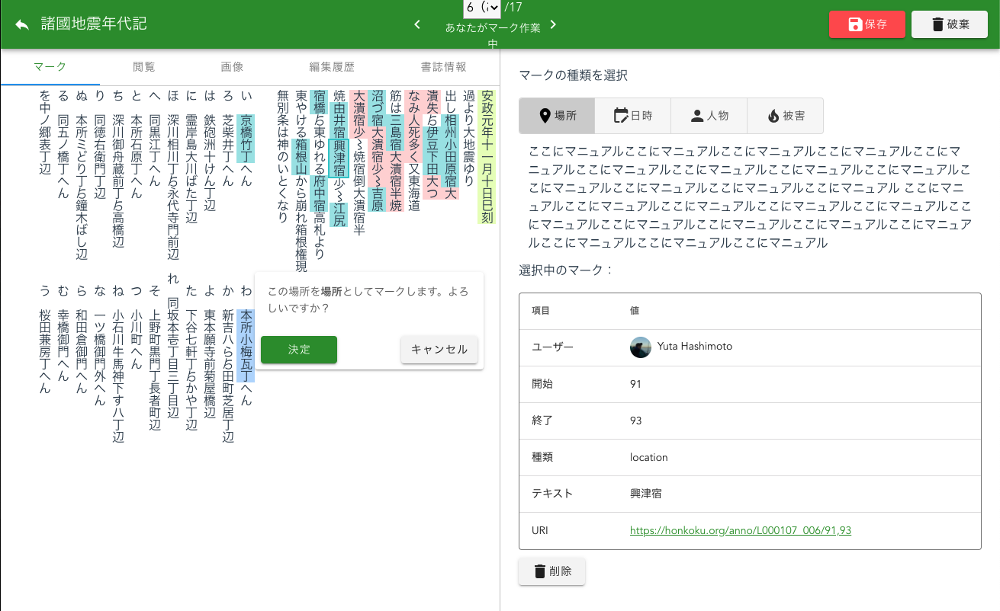 諸國地震年代記
6
/17
あなたがマーク作業
中
保存
破棄
マーク
閲覧
画像
編集履歴
書誌情報
安政元年十一月十日巳刻
過より大地震ゆり
出し相州小田原宿大
潰失ゟ伊豆下田大つ
なみ人死多く又東海道
筋は三島宿大潰宿半焼
沼づ宿大潰宿少〜吉原
大潰宿少〜焼宿倒大潰宿半
焼由井宿興津宿少〜江尻
宿橋ゟ東ゆれる府中宿高札より
東やける箱根山から崩れ箱根権現
無別条は神のいとくなり
い 京橋竹丁へん
ろ 芝柴井丁へん
は 鉄砲洲十けん丁辺
に 霊岸島大川ばた丁辺
ほ 深川相川丁ゟ永代寺門前辺
へ 同黒江丁へん
と 本所石原丁へん
ち 深川御舟蔵前丁ゟ高橋辺
り 同徳右衛門丁辺
ぬ 本所ミどり丁ゟ鐘木ばし辺
る 同五ノ橋丁へん
を中ノ郷表丁辺
わ 本所小梅瓦丁へん
か 新吉八らゟ田町芝居丁辺
よ 東本願寺前菊屋橋辺
た 下谷七軒丁ゟかや丁辺
れ 同坂本壱丁目三丁目辺
そ 上野町黒門丁長者町辺
つ 小川町へん
ね 小石川牛馬神下す八丁辺
な 一ツ橋御門外へん
ら 和田倉御門へん
む 幸橋御門へん
う 桜田兼房丁へん
この場所を場所としてマークします。よろ
しいですか？
決定
キャンセル
マークの種類を選択
場所
日時
人物
被害
ここにマニュアルここにマニュアルここにマニュアルここにマニュアルここにマ
ニュアルここにマニュアルここにマニュアルここにマニュアルここにマニュアルこ
こにマニュアルここにマニュアルここにマニュアルここにマニュアル ここにマニ
ュアルここにマニュアルここにマニュアルここにマニュアルここにマニュアルここ
にマニュアルここにマニュアルここにマニュアルここにマニュアルここにマニュア
ルここにマニュアルここにマニュアルここにマニュアル
選択中のマーク：
項目 値
ユーザー Yuta Hashimoto
開始 91
終了 93
種類 location
テキスト 興津宿
URI https://honkoku.org/anno/L000107_006/91,93
削除